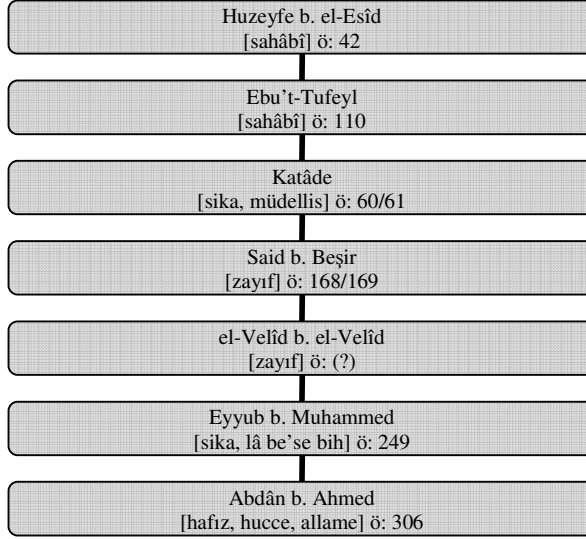 Huzeyfe b. el-Esîd
[sahâbî] ö: 42
Ebu’t-Tufeyl
[sahâbî] ö: 110
Katâde
[sika, müdellis] ö: 60/61
Said b. Beşir
[zayıf] ö: 168/169
el-Velîd b. el-Velîd
[zayıf] ö: (?)
Eyyub b. Muhammed
[sika, lâ be’se bih] ö: 249
Abdân b. Ahmed
[hafız, hucce, allame] ö: 306